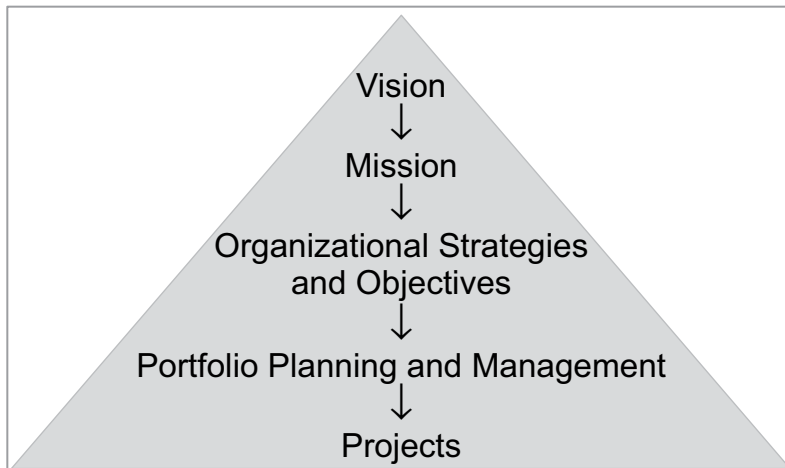 Vision
Mission
Organizational Strategies
and Objectives
Portfolio Planning and Management
Projects